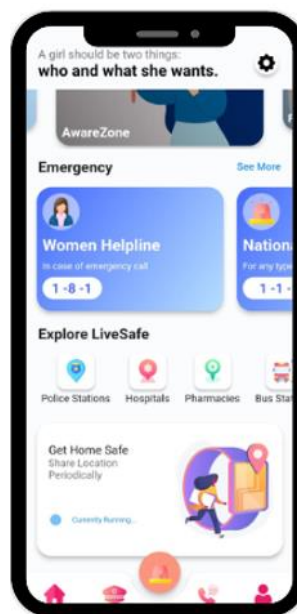 A girl should be two things:
who and what she wants.
AwareZone
Emergency
See More
Women Helpline
In case of emergency call
1 -8 -1
Nation
For any type
1 -1 -
Explore LiveSafe
Police Stations
Hospitals
Pharmacies
Bus Stat
Get Home Safe
Share Location
Periodically
Currently Running...